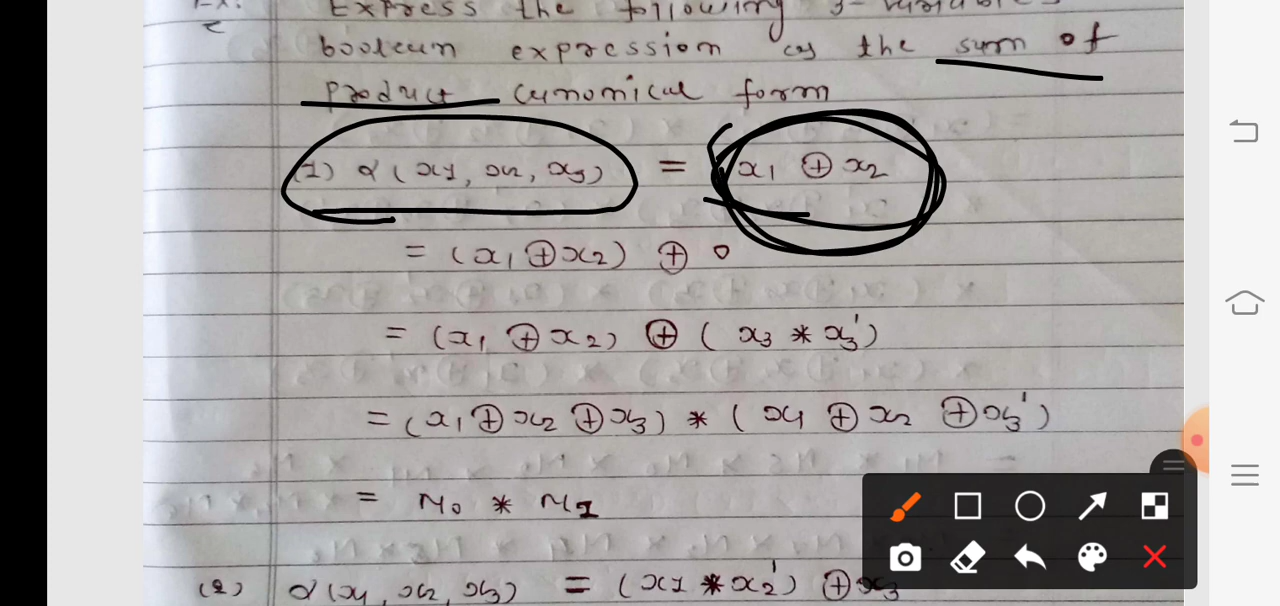 Ex:
Express the following 3-variables
boolean expression as the sum of
product canonical form
(1) α(x1, x2, x3) = x1 ⊕ x2
= (x1 ⊕ x2) ⊕ 0
= (x1 ⊕ x2) ⊕ (x3 * x3')
= (x1 ⊕ x2 ⊕ x3) * (x1 ⊕ x2 ⊕ x3')
= M0 * M1
(2) α(x1, x2, x3) = (x1 * x2') ⊕ x3